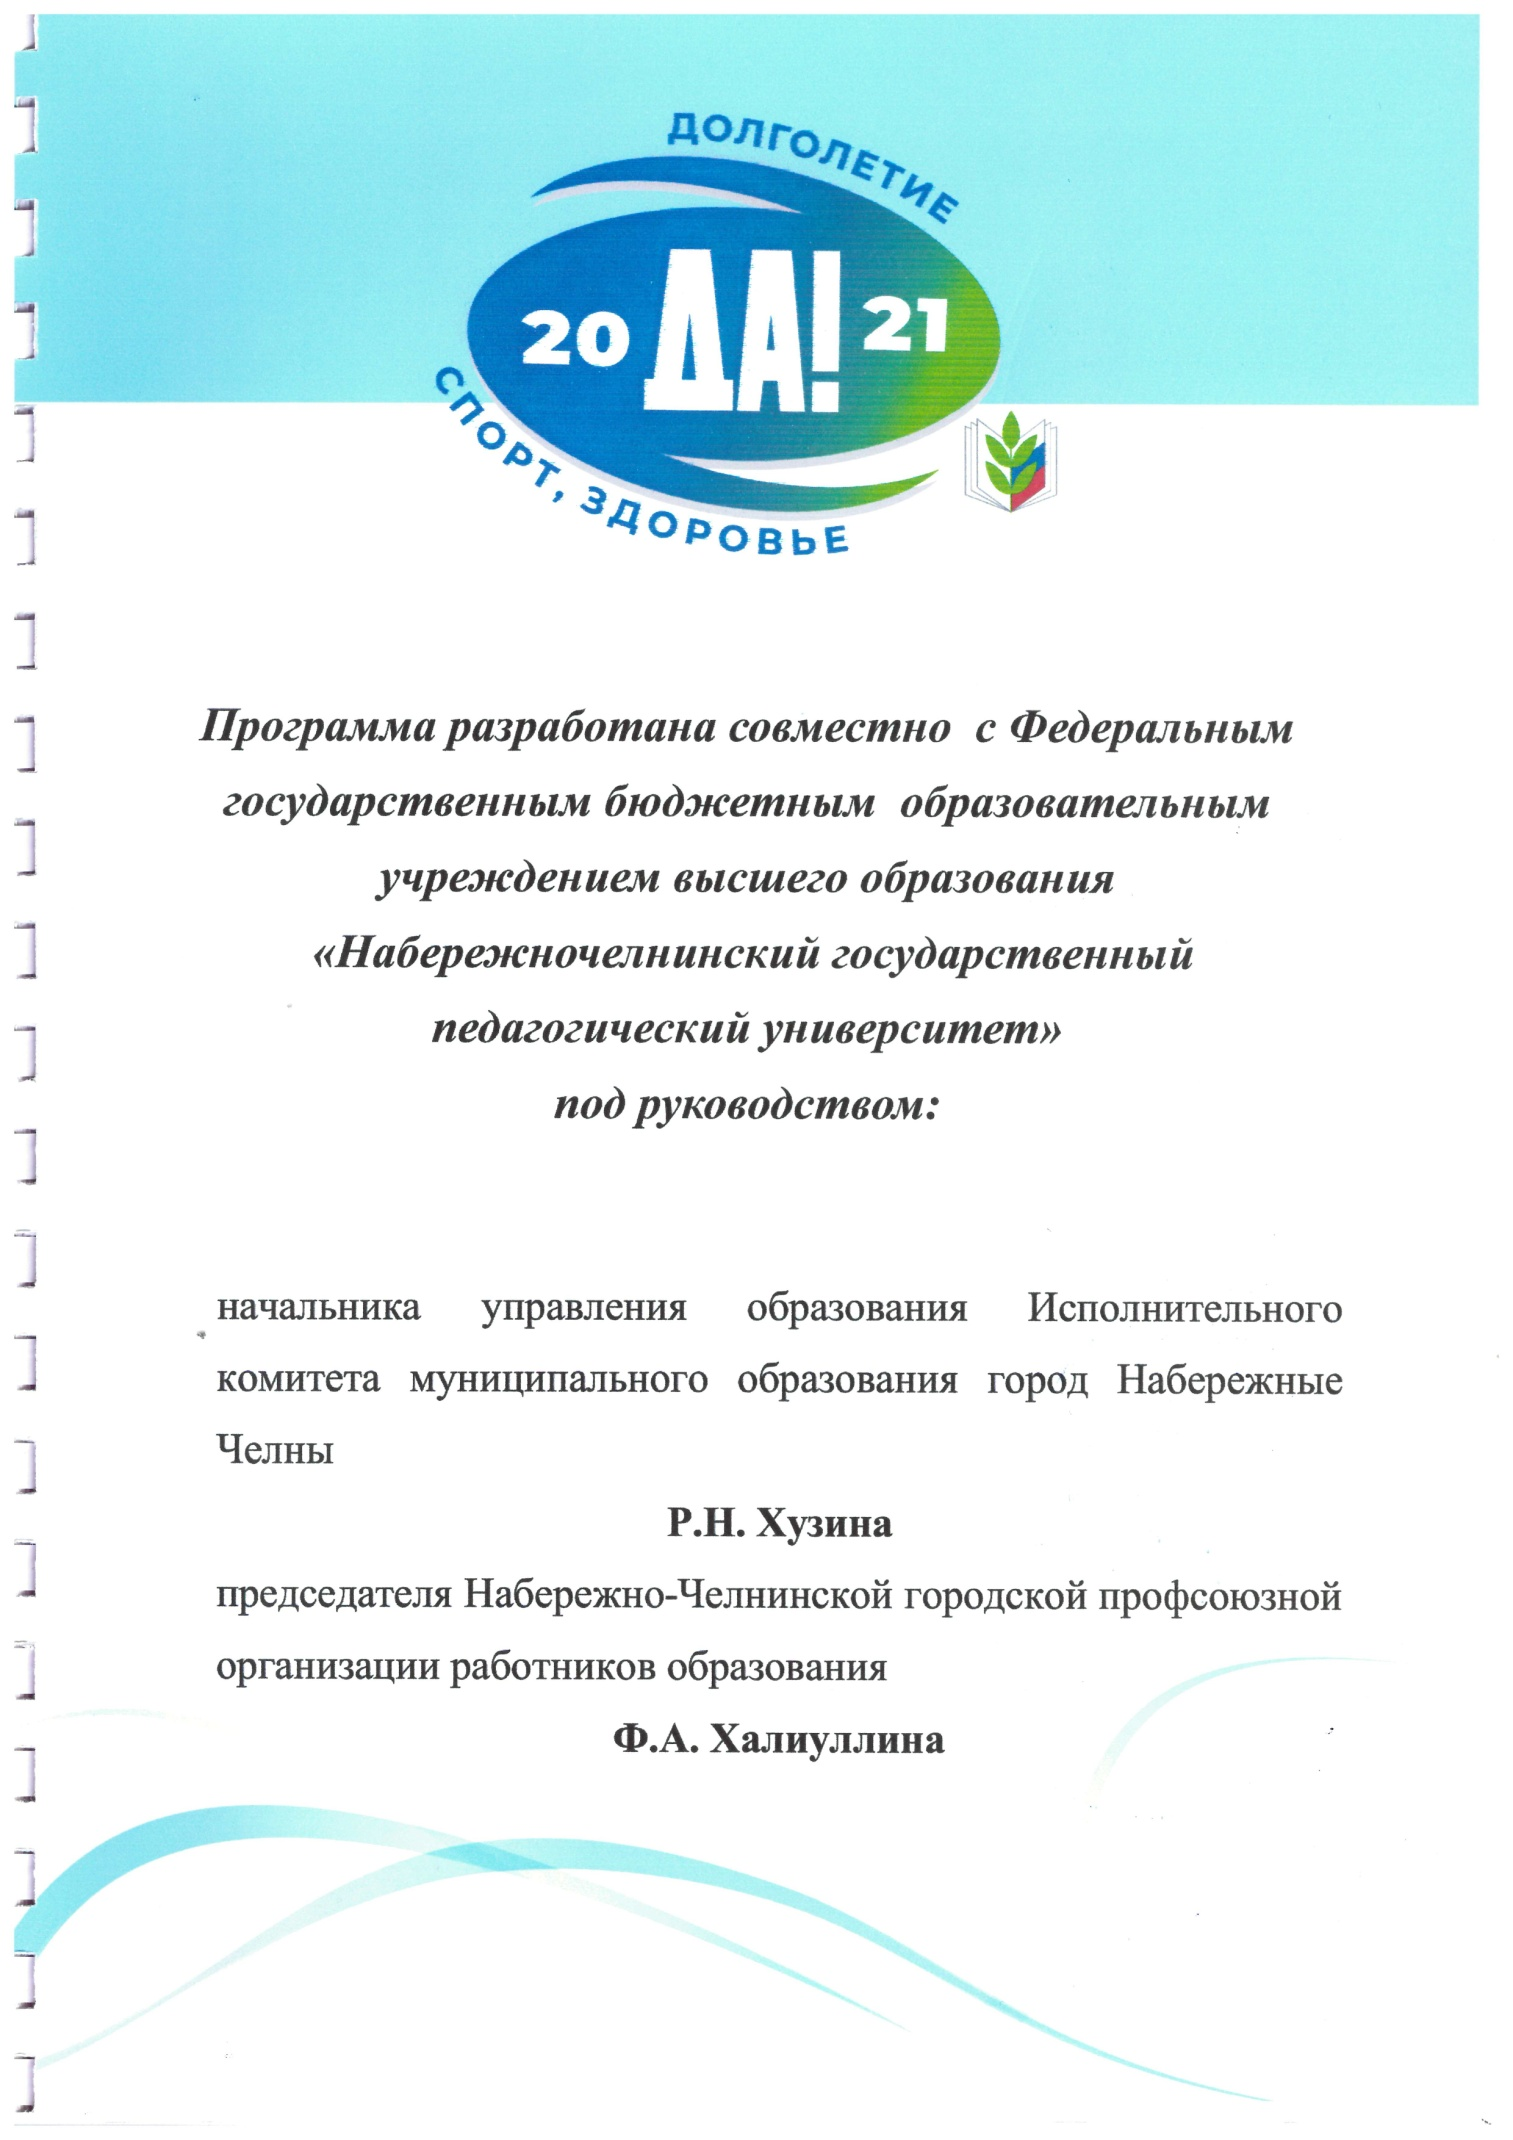 ДОЛГОЛЕТИЕ
20 ДА! 21
СПОРТ, ЗДОРОВЬЕ
Программа разработана совместно с Федеральным
государственным бюджетным образовательным
учреждением высшего образования
«Набережночелнинский государственный
педагогический университет»
под руководством:
начальника управления образования Исполнительного
комитета муниципального образования город Набережные
Челны
Р.Н. Хузина
председателя Набережно-Челнинской городской профсоюзной
организации работников образования
Ф.А. Халиуллина